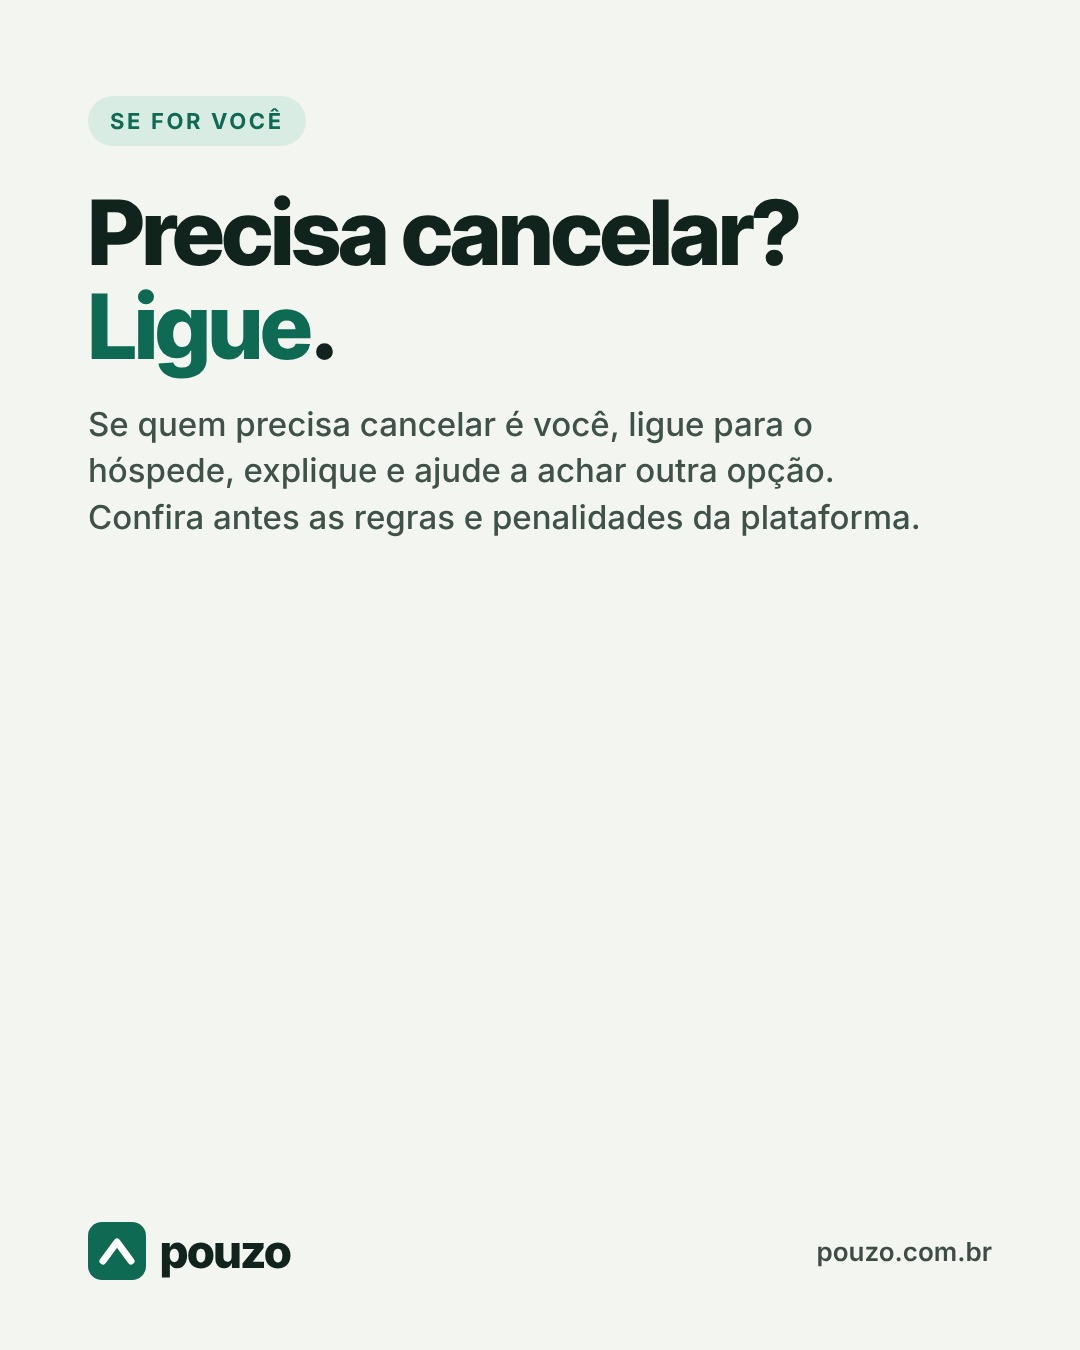 SE FOR VOCÊ
Precisa cancelar?
Ligue.
Se quem precisa cancelar é você, ligue para o
hóspede, explique e ajude a achar outra opção.
Confira antes as regras e penalidades da plataforma.
pouzo
pouzo.com.br